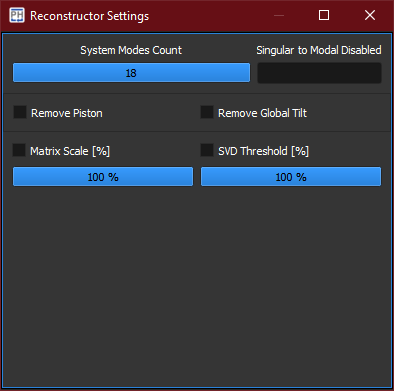 PH Reconstructor Settings
System Modes Count Singular to Modal Disabled
18
Remove Piston Remove Global Tilt
Matrix Scale [%] SVD Threshold [%]
100 % 100 %